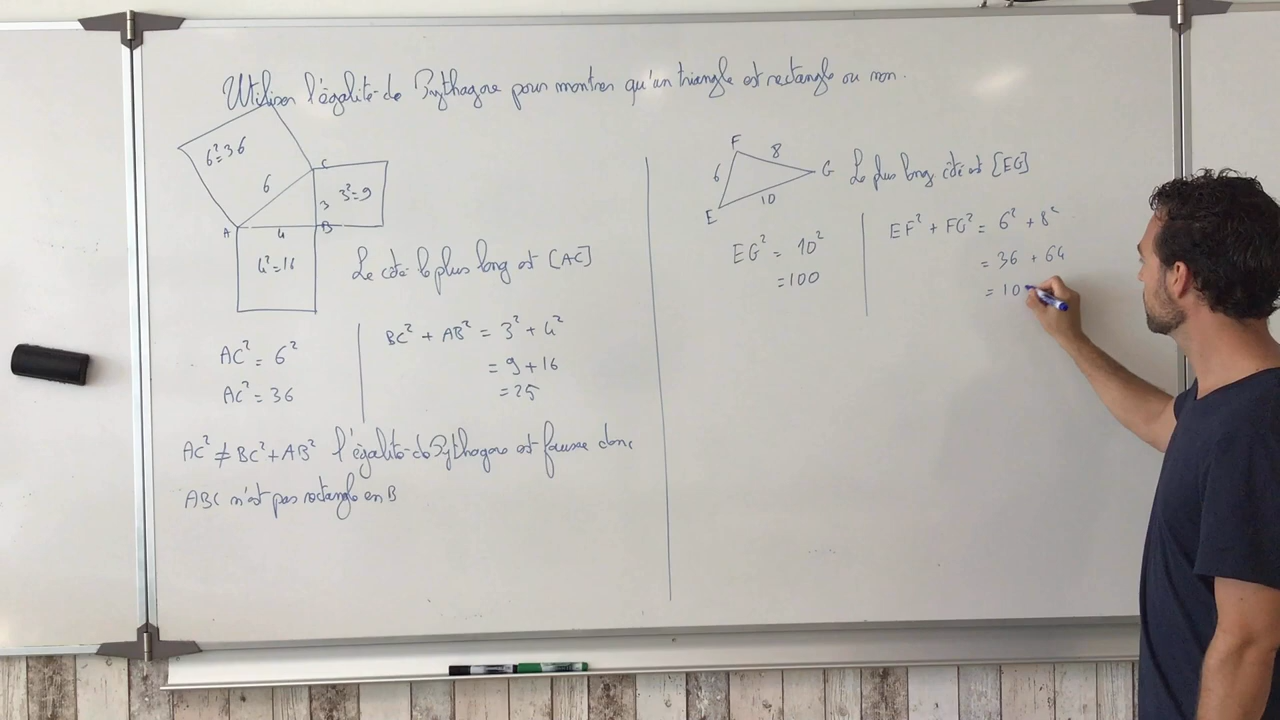 Utiliser l'égalité de Pythagore pour montrer qu'un triangle est rectangle ou non.
6²=36
C
6
3
3²=9
A
4
B
4²=16
Le côté le plus long est [AC]
AC² = 6²
AC² = 36
BC² + AB² = 3² + 4²
= 9 + 16
= 25
AC² ≠ BC² + AB² l'égalité de Pythagore est fausse donc
ABC n'est pas rectangle en B
F
8
6
G
E
10
Le plus long côté est [EG]
EG² = 10²
=100
EF² + FG² = 6² + 8²
= 36 + 64
= 10